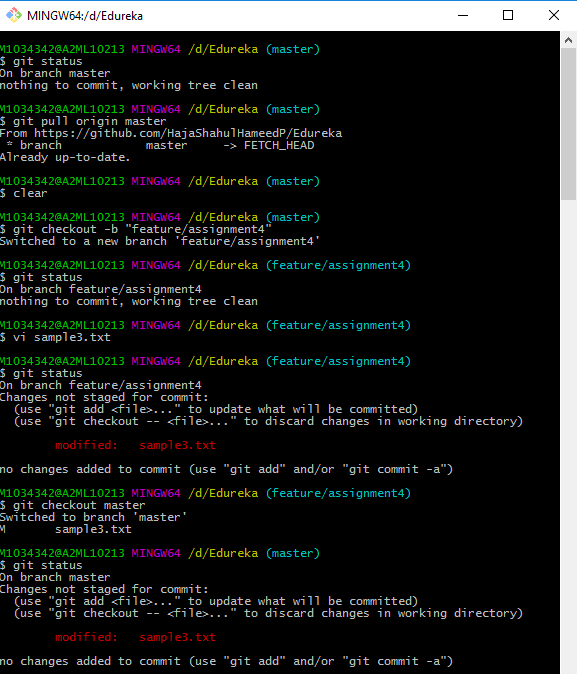 MINGW64:/d/Edureka
M1034342@A2ML10213 MINGW64 /d/Edureka (master)
$ git status
On branch master
nothing to commit, working tree clean
M1034342@A2ML10213 MINGW64 /d/Edureka (master)
$ git pull origin master
From https://github.com/HajaShahulHameedP/Edureka
 * branch            master     -> FETCH_HEAD
Already up-to-date.
M1034342@A2ML10213 MINGW64 /d/Edureka (master)
$ clear
M1034342@A2ML10213 MINGW64 /d/Edureka (master)
$ git checkout -b "feature/assignment4"
Switched to a new branch 'feature/assignment4'
M1034342@A2ML10213 MINGW64 /d/Edureka (feature/assignment4)
$ git status
On branch feature/assignment4
nothing to commit, working tree clean
M1034342@A2ML10213 MINGW64 /d/Edureka (feature/assignment4)
$ vi sample3.txt
M1034342@A2ML10213 MINGW64 /d/Edureka (feature/assignment4)
$ git status
On branch feature/assignment4
Changes not staged for commit:
  (use "git add <file>..." to update what will be committed)
  (use "git checkout -- <file>..." to discard changes in working directory)
        modified:   sample3.txt
no changes added to commit (use "git add" and/or "git commit -a")
M1034342@A2ML10213 MINGW64 /d/Edureka (feature/assignment4)
$ git checkout master
Switched to branch 'master'
M       sample3.txt
M1034342@A2ML10213 MINGW64 /d/Edureka (master)
$ git status
On branch master
Changes not staged for commit:
  (use "git add <file>..." to update what will be committed)
  (use "git checkout -- <file>..." to discard changes in working directory)
        modified:   sample3.txt
no changes added to commit (use "git add" and/or "git commit -a")